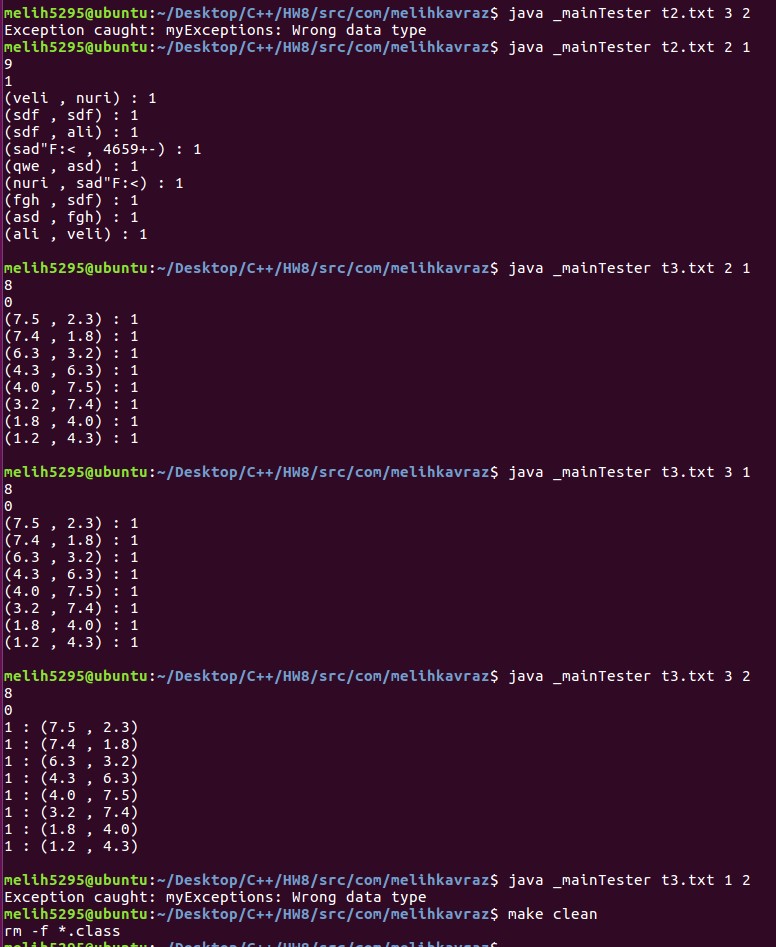 melih5295@ubuntu:~/Desktop/C++/HW8/src/com/melihkavraz$ java _mainTester t2.txt 3 2
Exception caught: myExceptions: Wrong data type
melih5295@ubuntu:~/Desktop/C++/HW8/src/com/melihkavraz$ java _mainTester t2.txt 2 1
9
1
(veli , nuri) : 1
(sdf , sdf) : 1
(sdf , ali) : 1
(sad"F:< , 4659+-) : 1
(qwe , asd) : 1
(nuri , sad"F:<) : 1
(fgh , sdf) : 1
(asd , fgh) : 1
(ali , veli) : 1
melih5295@ubuntu:~/Desktop/C++/HW8/src/com/melihkavraz$ java _mainTester t3.txt 2 1
8
0
(7.5 , 2.3) : 1
(7.4 , 1.8) : 1
(6.3 , 3.2) : 1
(4.3 , 6.3) : 1
(4.0 , 7.5) : 1
(3.2 , 7.4) : 1
(1.8 , 4.0) : 1
(1.2 , 4.3) : 1
melih5295@ubuntu:~/Desktop/C++/HW8/src/com/melihkavraz$ java _mainTester t3.txt 3 1
8
0
(7.5 , 2.3) : 1
(7.4 , 1.8) : 1
(6.3 , 3.2) : 1
(4.3 , 6.3) : 1
(4.0 , 7.5) : 1
(3.2 , 7.4) : 1
(1.8 , 4.0) : 1
(1.2 , 4.3) : 1
melih5295@ubuntu:~/Desktop/C++/HW8/src/com/melihkavraz$ java _mainTester t3.txt 3 2
8
0
1 : (7.5 , 2.3)
1 : (7.4 , 1.8)
1 : (6.3 , 3.2)
1 : (4.3 , 6.3)
1 : (4.0 , 7.5)
1 : (3.2 , 7.4)
1 : (1.8 , 4.0)
1 : (1.2 , 4.3)
melih5295@ubuntu:~/Desktop/C++/HW8/src/com/melihkavraz$ java _mainTester t3.txt 1 2
Exception caught: myExceptions: Wrong data type
melih5295@ubuntu:~/Desktop/C++/HW8/src/com/melihkavraz$ make clean
rm -f *.class